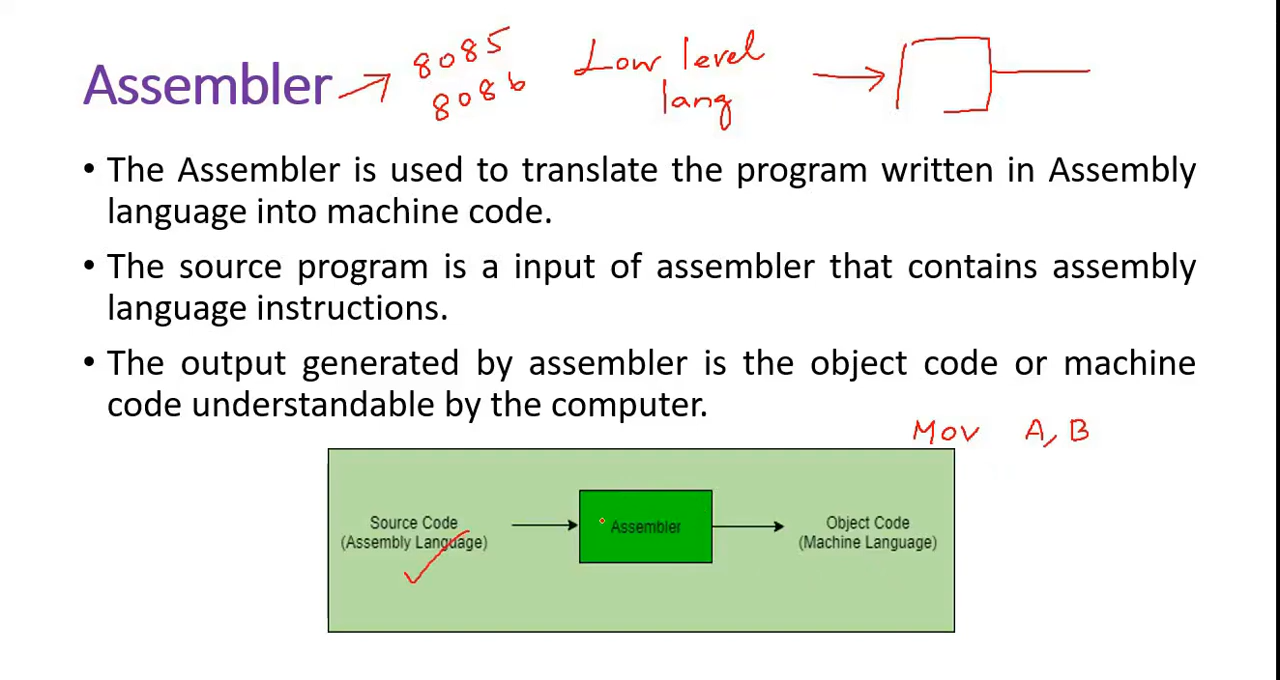 Assembler
8085
8086
Low level
lang
• The Assembler is used to translate the program written in Assembly
language into machine code.
• The source program is a input of assembler that contains assembly
language instructions.
• The output generated by assembler is the object code or machine
code understandable by the computer.
Mov A, B
Source Code
(Assembly Language)
Assembler
Object Code
(Machine Language)